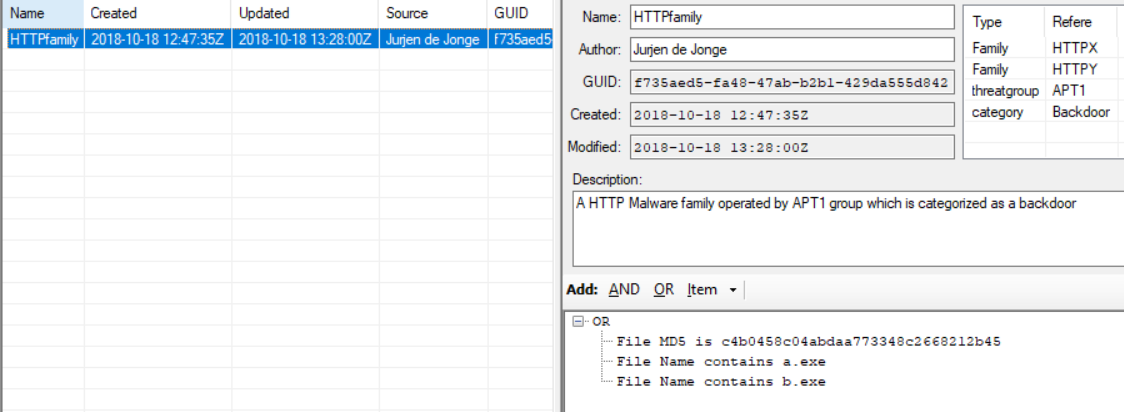 Name Created Updated Source GUID
HTTPfamily 2018-10-18 12:47:35Z 2018-10-18 13:28:00Z Jurjen de Jonge f735aed5-
Name: HTTPfamily
Author: Jurjen de Jonge
GUID: f735aed5-fa48-47ab-b2b1-429da555d842
Created: 2018-10-18 12:47:35Z
Modified: 2018-10-18 13:28:00Z
Type Refere
Family HTTPX
Family HTTPY
threatgroup APT1
category Backdoor
Description:
A HTTP Malware family operated by APT1 group which is categorized as a backdoor
Add: AND OR Item
OR
File MD5 is c4b0458c04abdaa773348c2668212b45
File Name contains a.exe
File Name contains b.exe